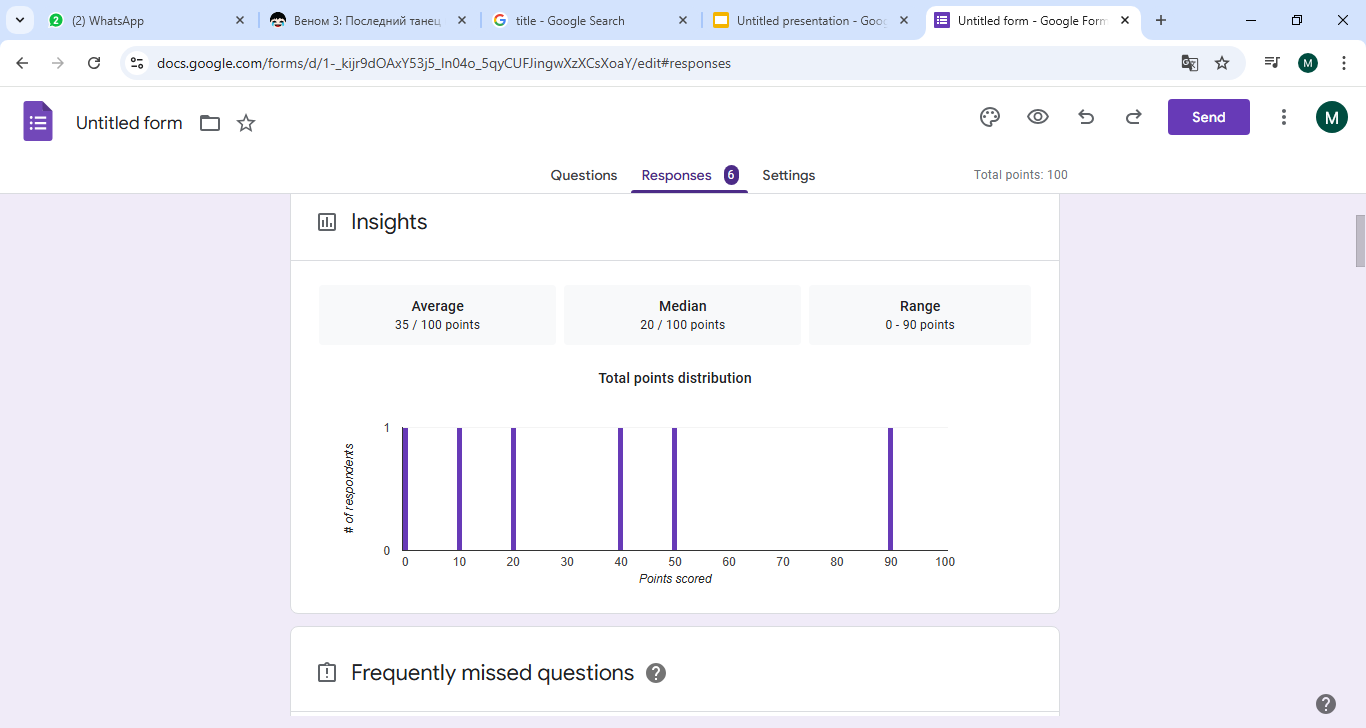 (2) WhatsApp
Веном 3: Последний танец
title - Google Search
Untitled presentation - Goog
Untitled form - Google Form
docs.google.com/forms/d/1-_kijr9dOAxY53j5_In04o_5qyCUFJingwXzXCsXoaY/edit#responses
M
Untitled form
Send
M
Questions
Responses 6
Settings
Total points: 100
Insights
Average
35 / 100 points
Median
20 / 100 points
Range
0 - 90 points
Total points distribution
# of respondents
1
0
0 10 20 30 40 50 60 70 80 90 100
Points scored
Frequently missed questions